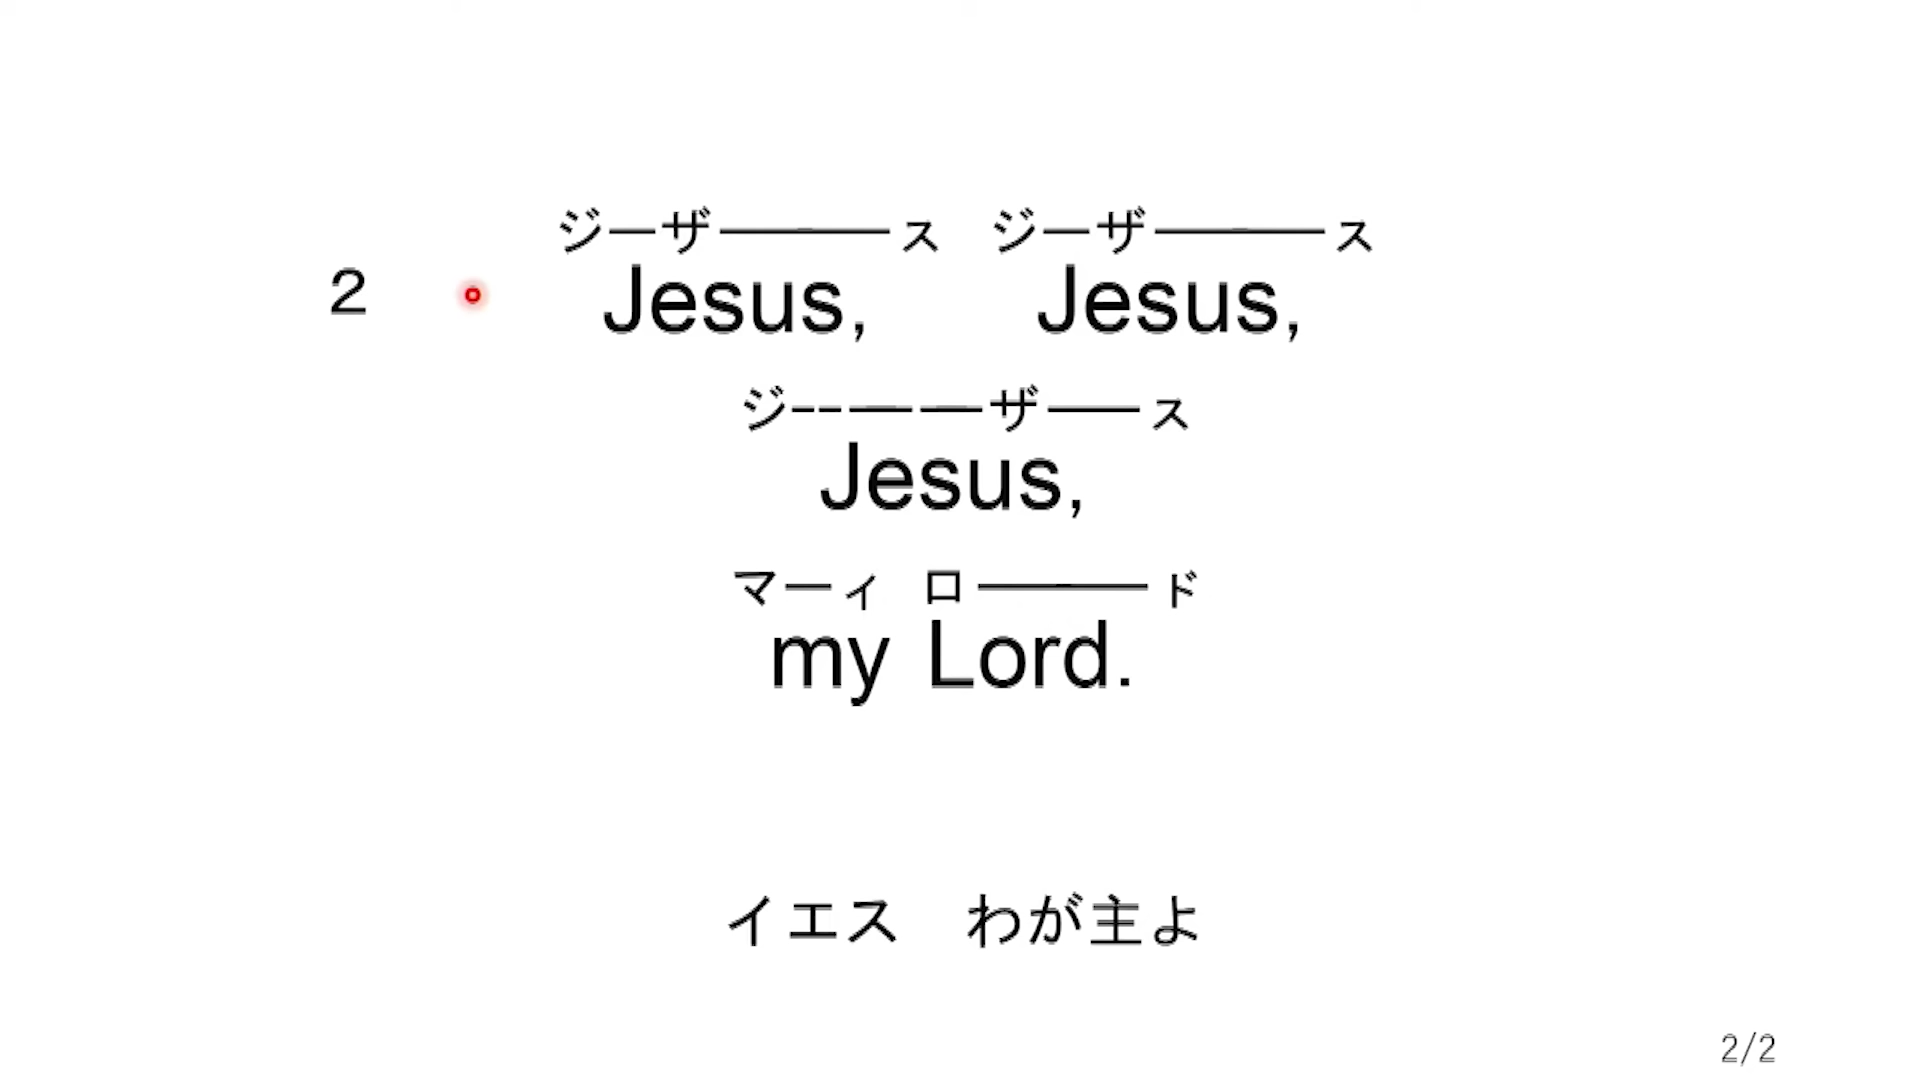 ジーザ―――ス ジーザ―――ス
2 Jesus, Jesus,
ジ--――ザ――ス
Jesus,
マーィ ロ―――ド
my Lord.
イエス わが主よ
2/2